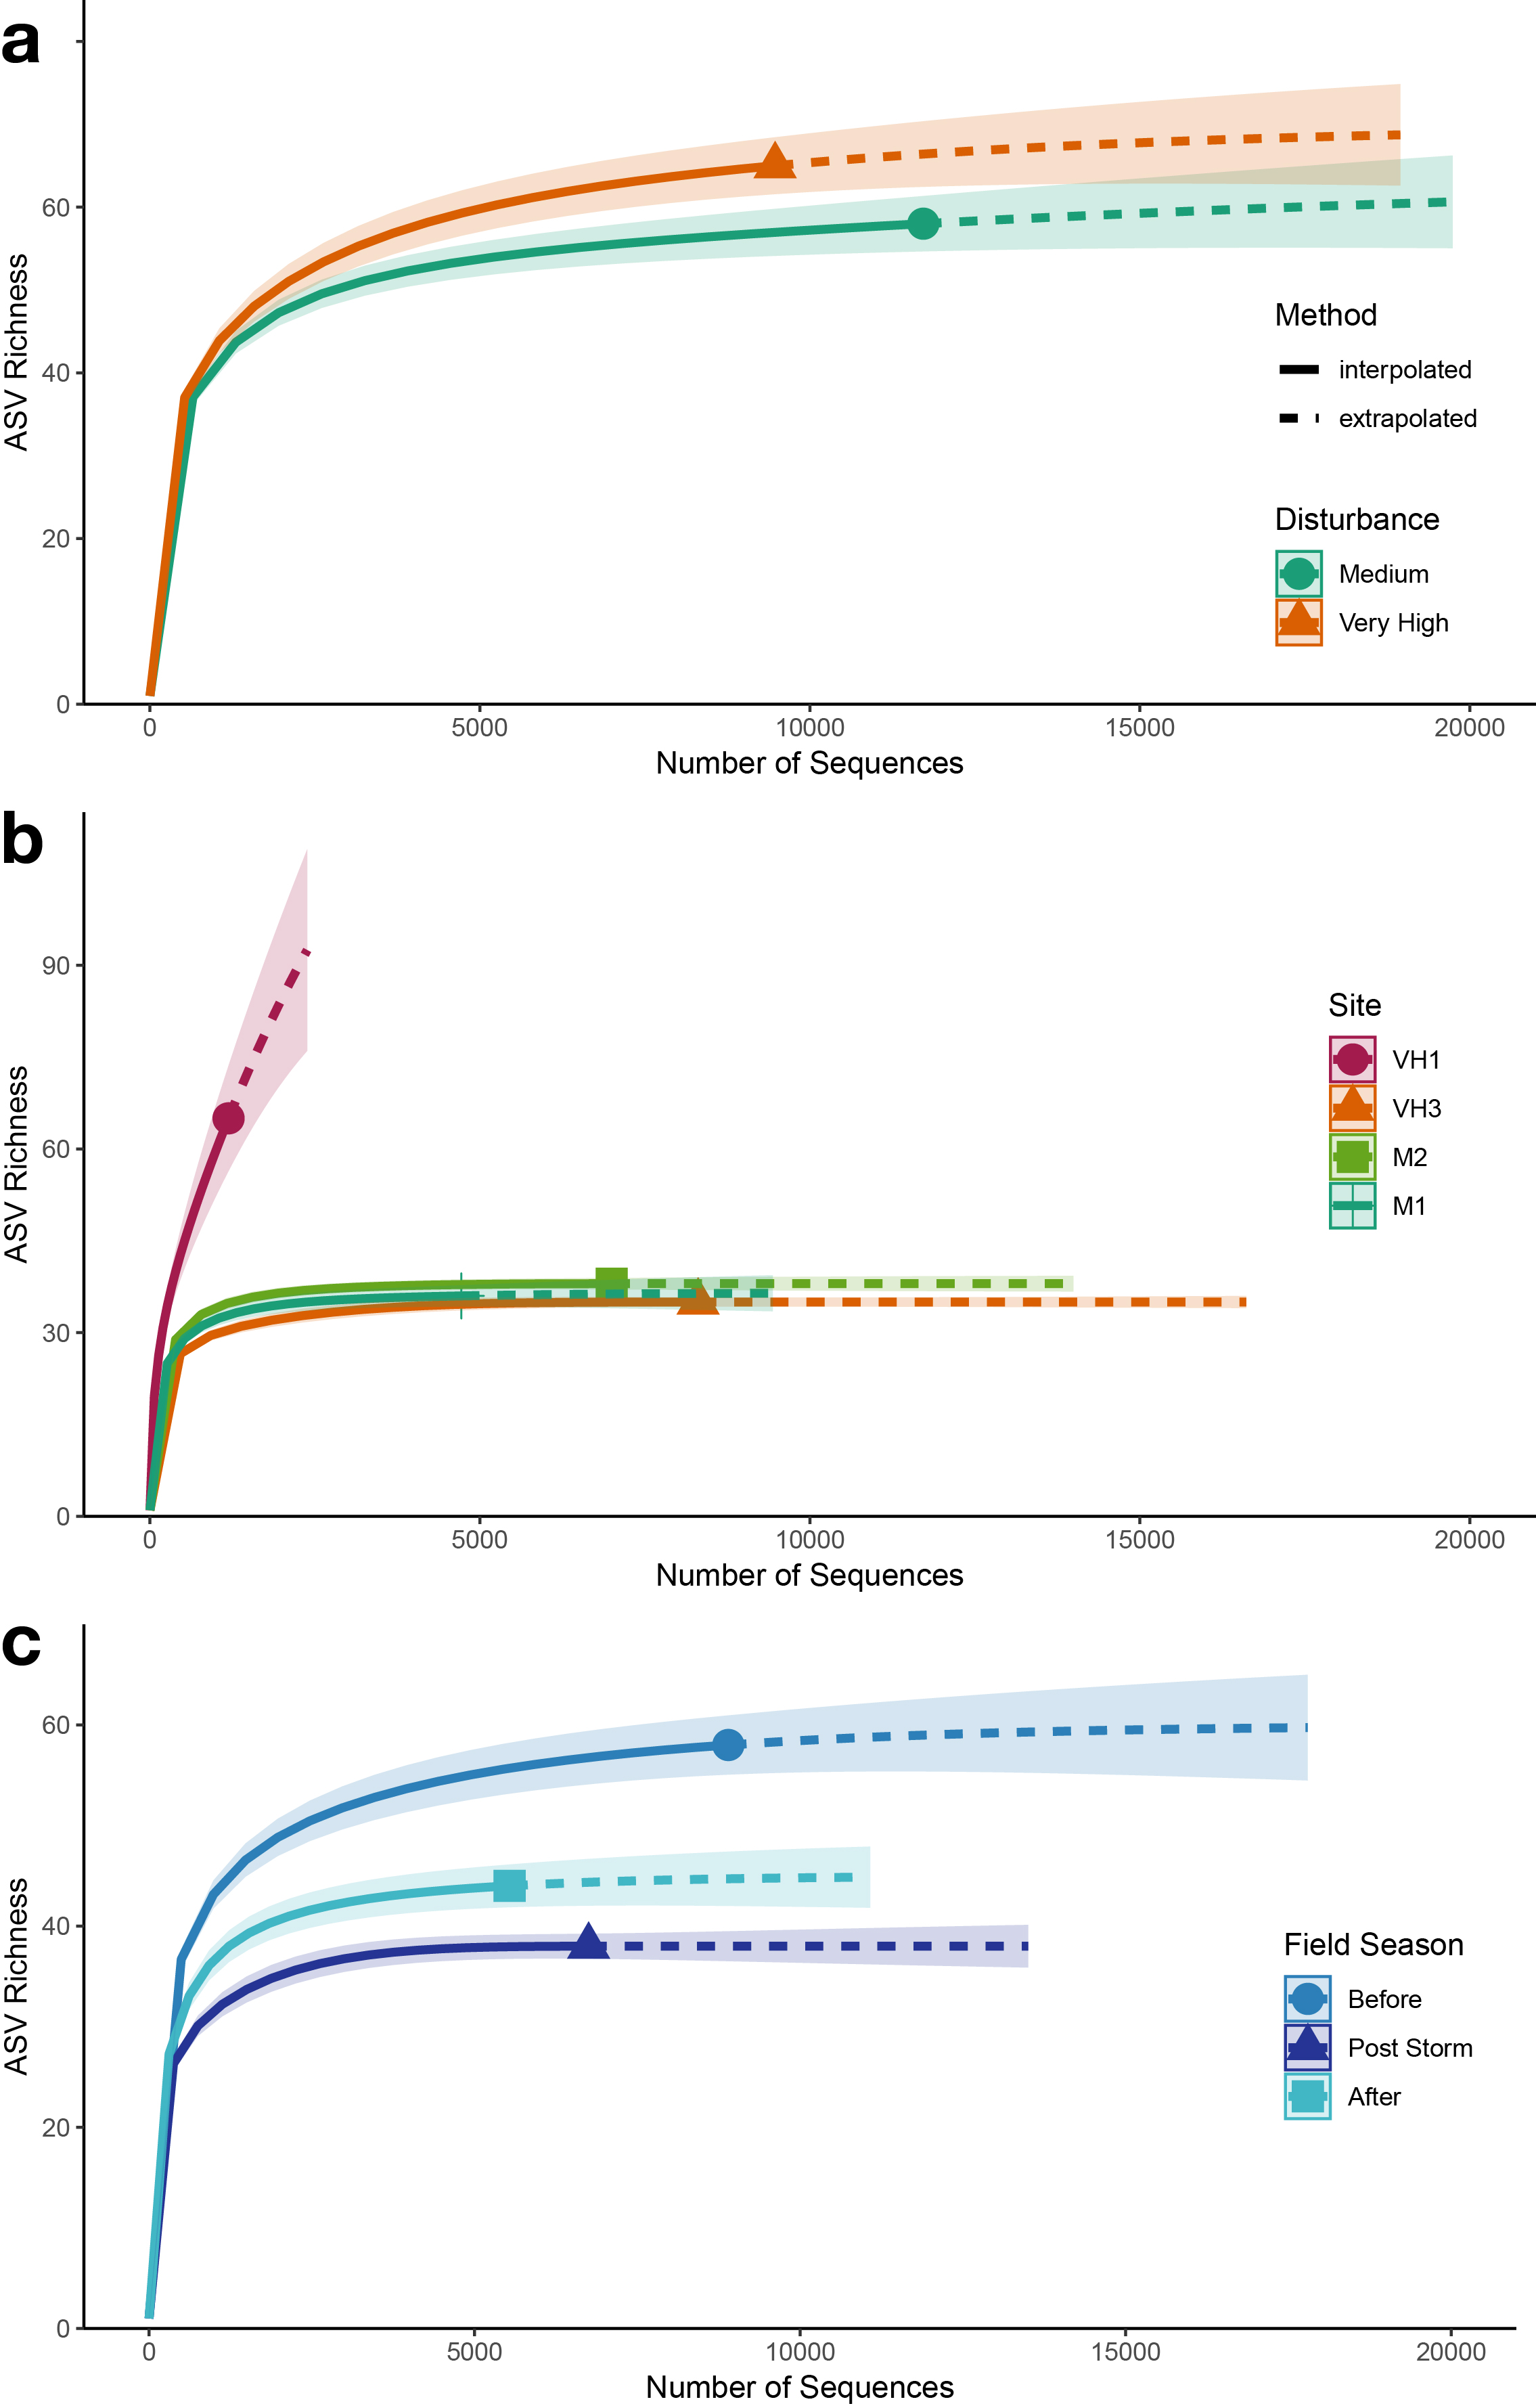 a
ASV Richness
60
40
20
0
Method
interpolated
extrapolated
Disturbance
Medium
Very High
0 5000 10000 15000 20000
Number of Sequences
b
ASV Richness
90
60
30
0
Site
VH1
VH3
M2
M1
0 5000 10000 15000 20000
Number of Sequences
c
ASV Richness
60
40
20
0
Field Season
Before
Post Storm
After
0 5000 10000 15000 20000
Number of Sequences